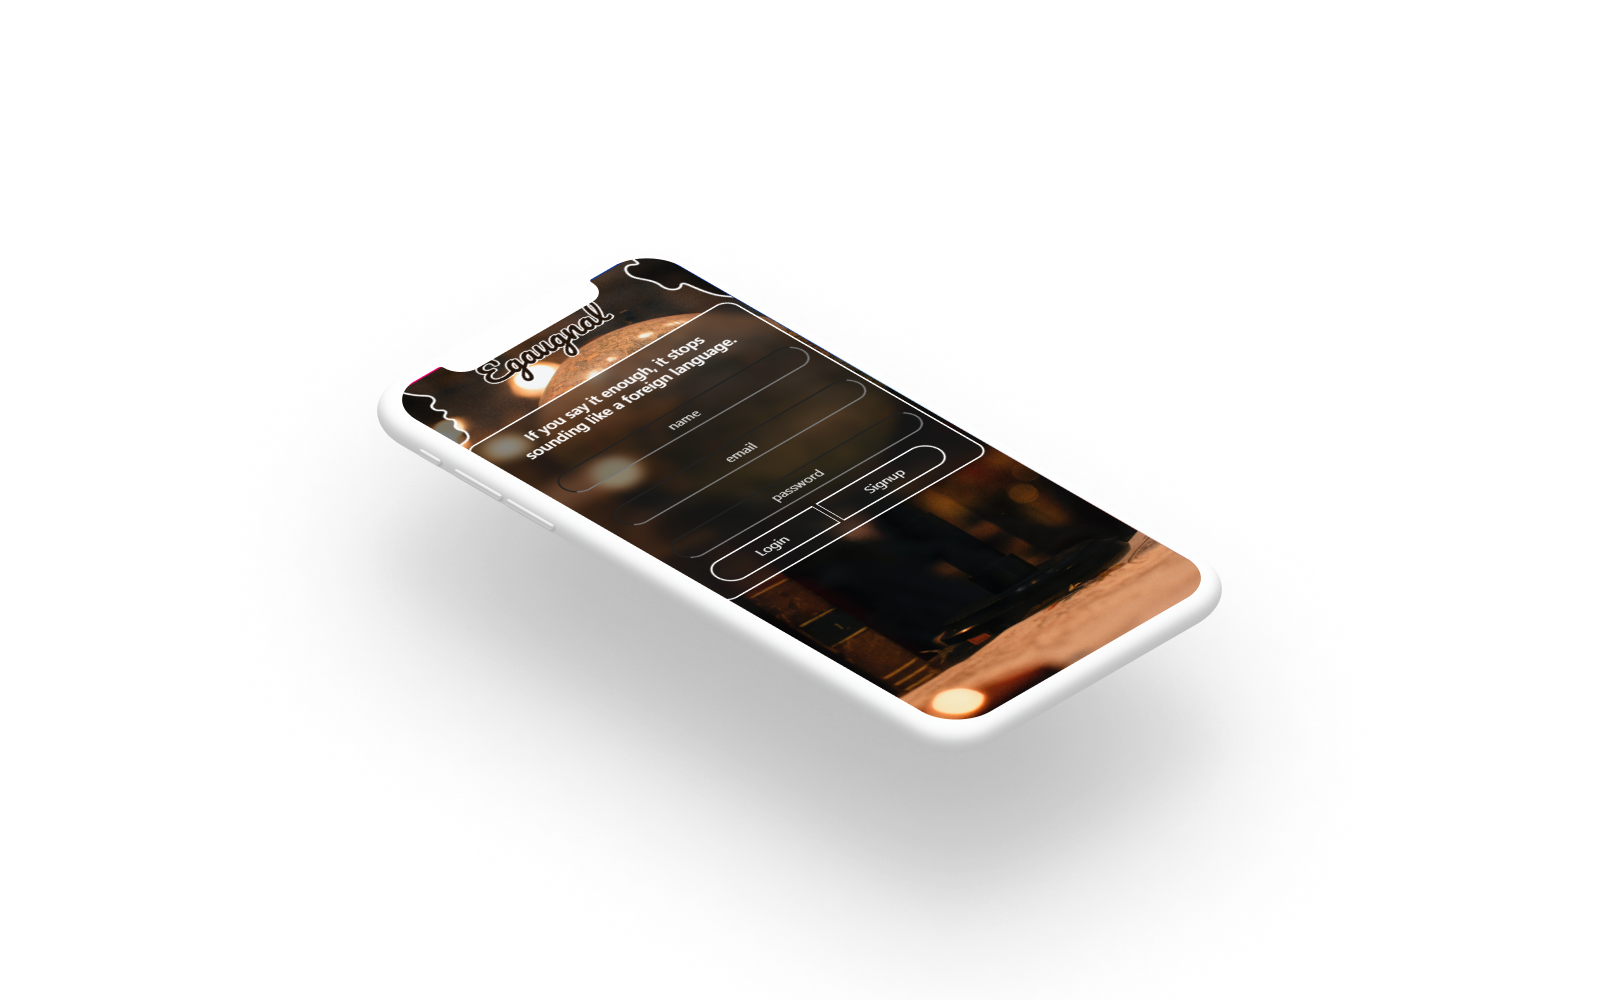 Egaugnal
If you say it enough, it stops
sounding like a foreign language.
name
email
password
Login
Signup